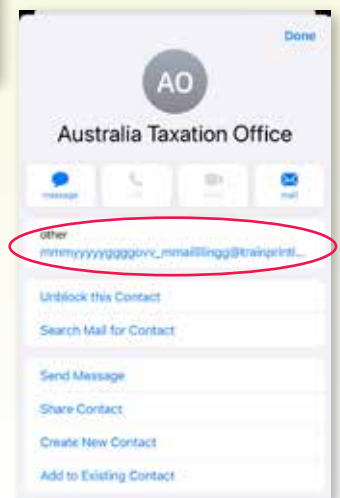 Done
AO
Australia Taxation Office
message
mail
other
mmmyyyyyggggovv_mmaillllingg@trainprintl...
Unblock this Contact
Search Mail for Contact
Send Message
Share Contact
Create New Contact
Add to Existing Contact